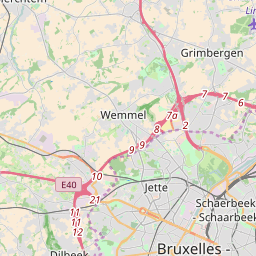 Grimbergen
Wemmel
7
7
6
7a
8
2
9
9
10
E40
21
11
11
12
Jette
Schaerbeek
- Schaarbeek
Dilbeek
Bruxelles -